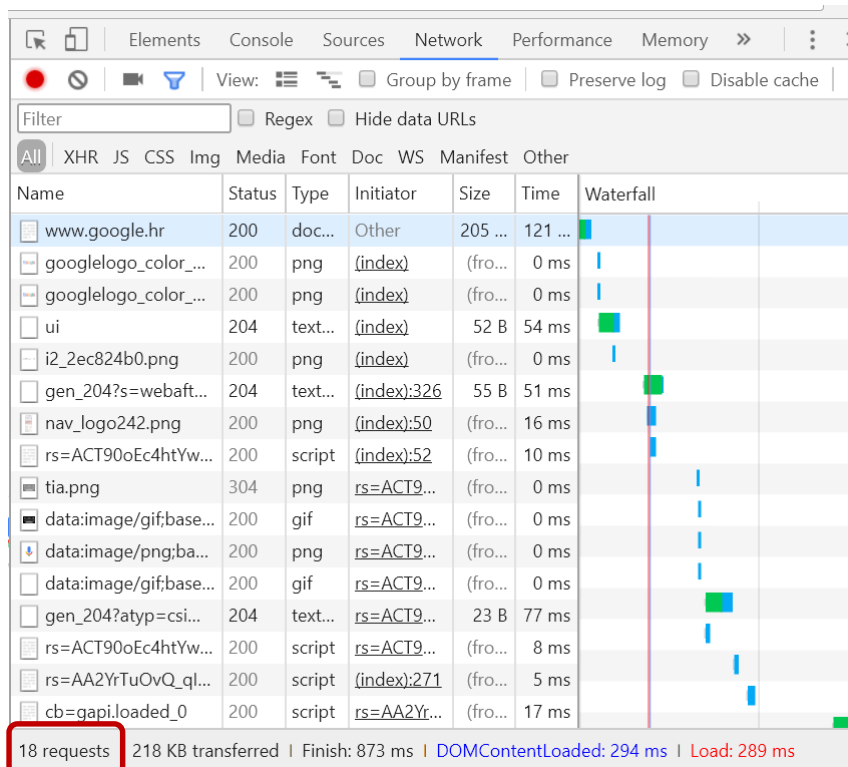 Elements Console Sources Network Performance Memory »
View: Group by frame Preserve log Disable cache
Filter Regex Hide data URLs
All XHR JS CSS Img Media Font Doc WS Manifest Other
Name Status Type Initiator Size Time Waterfall
www.google.hr 200 doc... Other 205 ... 121 ...
googlelogo_color_... 200 png (index) (fro... 0 ms
googlelogo_color_... 200 png (index) (fro... 0 ms
ui 204 text... (index) 52 B 54 ms
i2_2ec824b0.png 200 png (index) (fro... 0 ms
gen_204?s=webaft... 204 text... (index):326 55 B 51 ms
nav_logo242.png 200 png (index):50 (fro... 16 ms
rs=ACT90oEc4htYw... 200 script (index):52 (fro... 10 ms
tia.png 304 png rs=ACT9... (fro... 0 ms
data:image/gif;base... 200 gif rs=ACT9... (fro... 0 ms
data:image/png;ba... 200 png rs=ACT9... (fro... 0 ms
data:image/gif;base... 200 gif rs=ACT9... (fro... 0 ms
gen_204?atyp=csi... 204 text... rs=ACT9... 23 B 77 ms
rs=ACT90oEc4htYw... 200 script rs=ACT9... (fro... 8 ms
rs=AA2YrTuOvQ_qI... 200 script (index):271 (fro... 5 ms
cb=gapi.loaded_0 200 script rs=AA2Yr... (fro... 17 ms
18 requests 218 KB transferred | Finish: 873 ms | DOMContentLoaded: 294 ms | Load: 289 ms